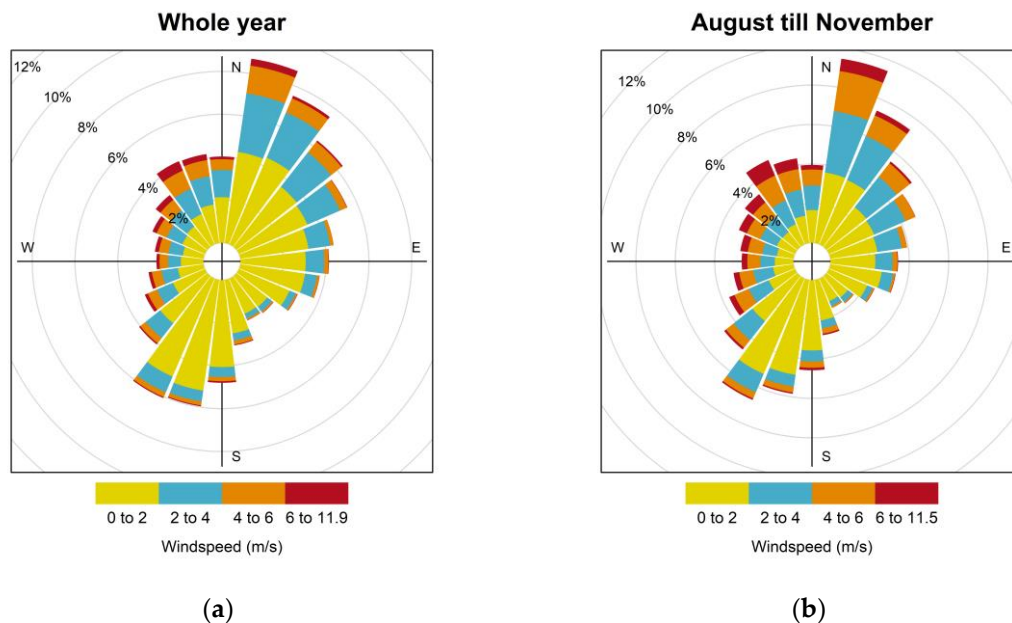 Whole year
12%
10%
8%
6%
4%
2%
N
W
E
S
0 to 2 2 to 4 4 to 6 6 to 11.9
Windspeed (m/s)
(a)
August till November
12%
10%
8%
6%
4%
2%
N
W
E
S
0 to 2 2 to 4 4 to 6 6 to 11.5
Windspeed (m/s)
(b)